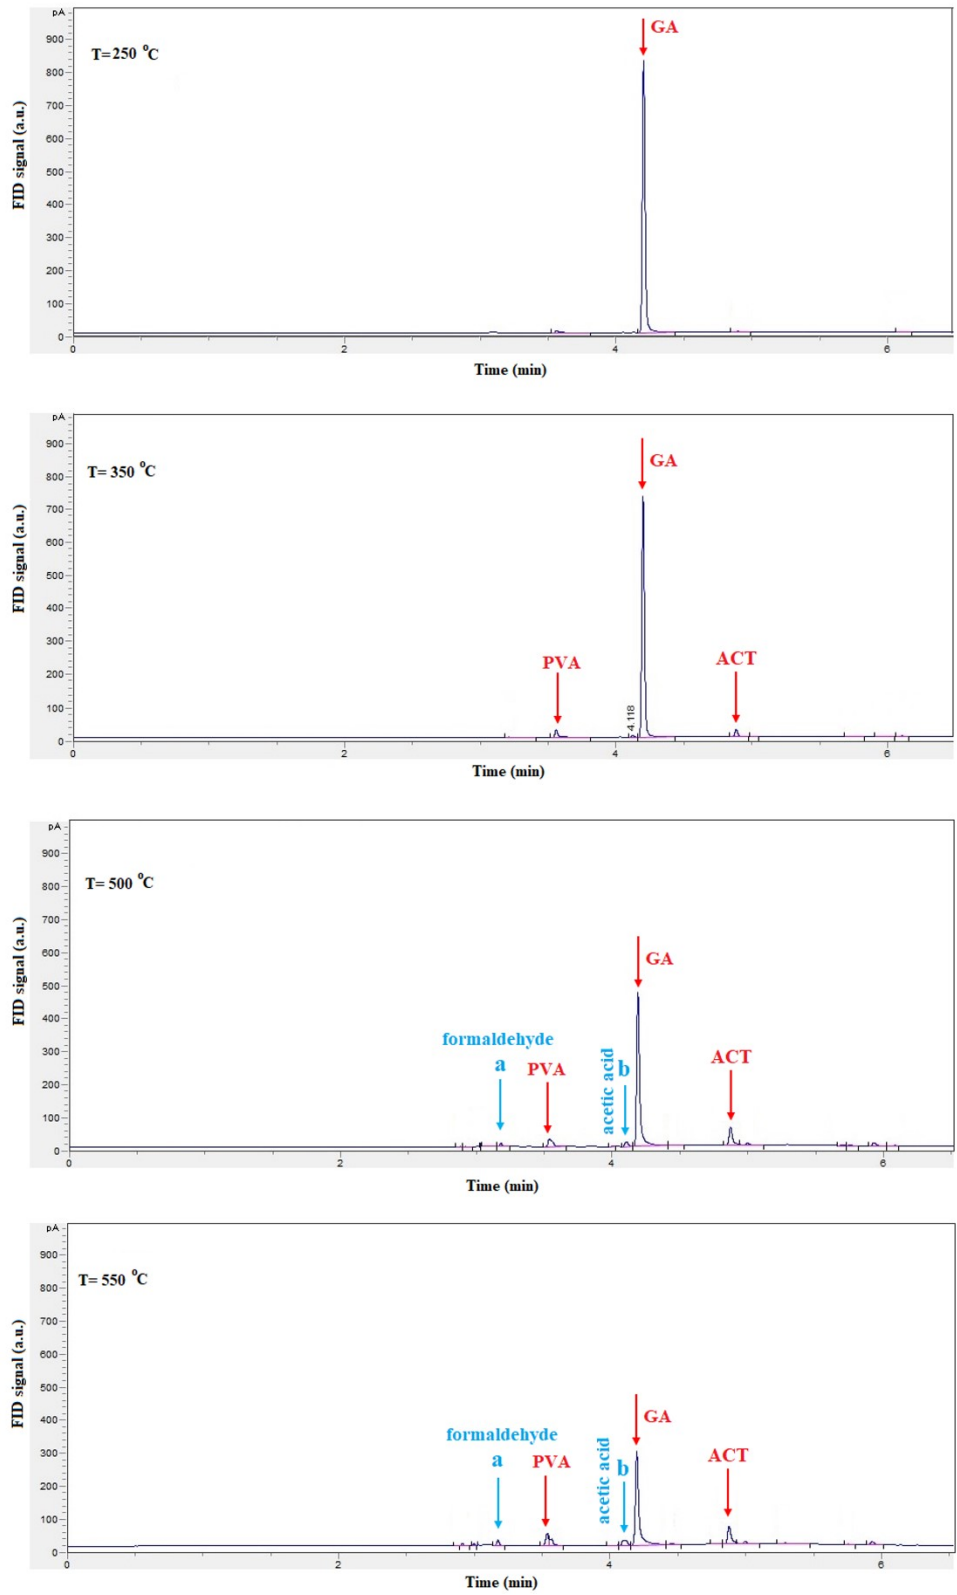 pA
900
800
700
600
500
400
300
200
100
0
FID signal (a.u.)
T= 250 °C
GA
0 2 4 6
Time (min)
pA
900
800
700
600
500
400
300
200
100
0
FID signal (a.u.)
T= 350 °C
GA
PVA
4.118
ACT
0 2 4 6
Time (min)
pA
900
800
700
600
500
400
300
200
100
0
FID signal (a.u.)
T= 500 °C
GA
formaldehyde
a
PVA
acetic acid
b
ACT
0 2 4 6
Time (min)
pA
900
800
700
600
500
400
300
200
100
0
FID signal (a.u.)
T= 550 °C
GA
formaldehyde
a
PVA
acetic acid
b
ACT
0 2 4 6
Time (min)